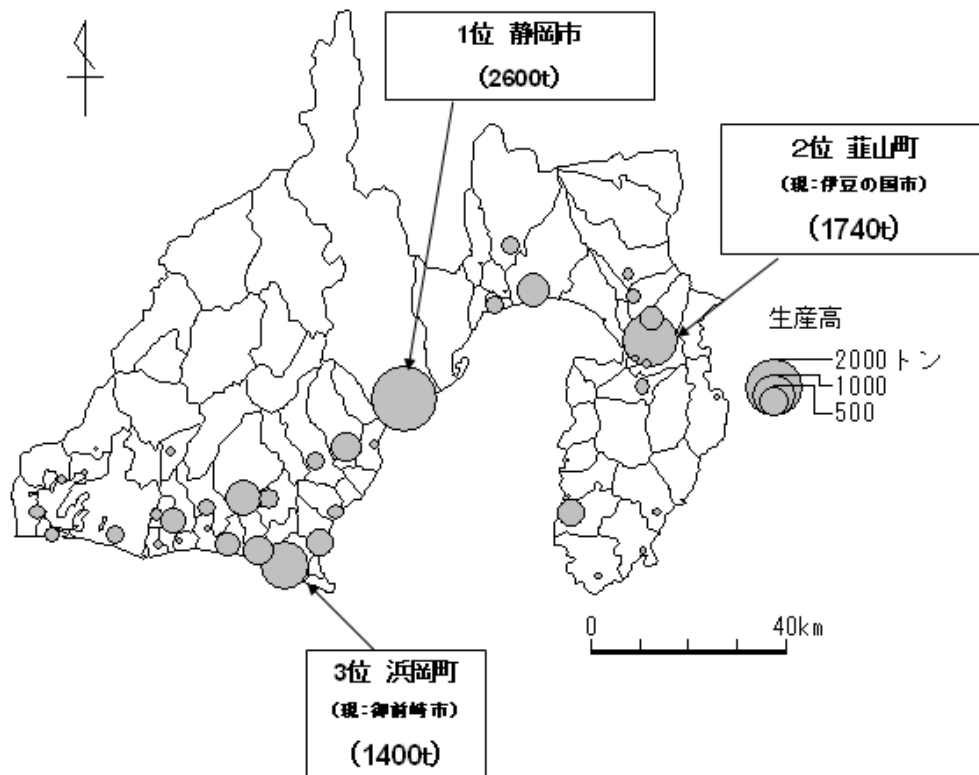 1位 静岡市
(2600t)
2位 韮山町
(現:伊豆の国市)
(1740t)
生産高
2000トン
1000
500
0 40km
3位 浜岡町
(現:御前崎市)
(1400t)